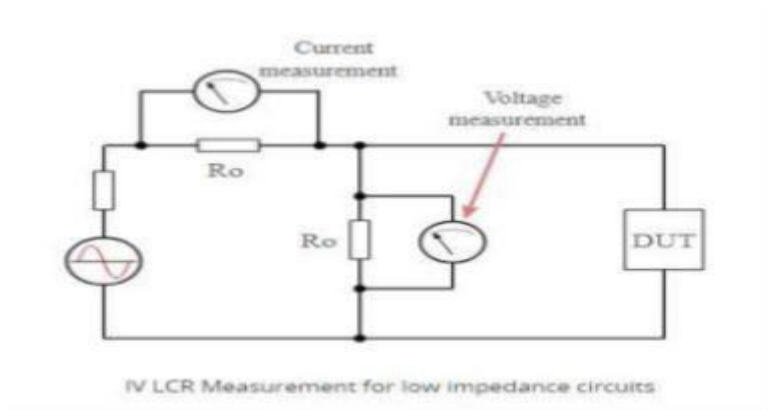 Current
measurement
Voltage
measurement
Ro
Ro
DUT
IV LCR Measurement for low impedance circuits